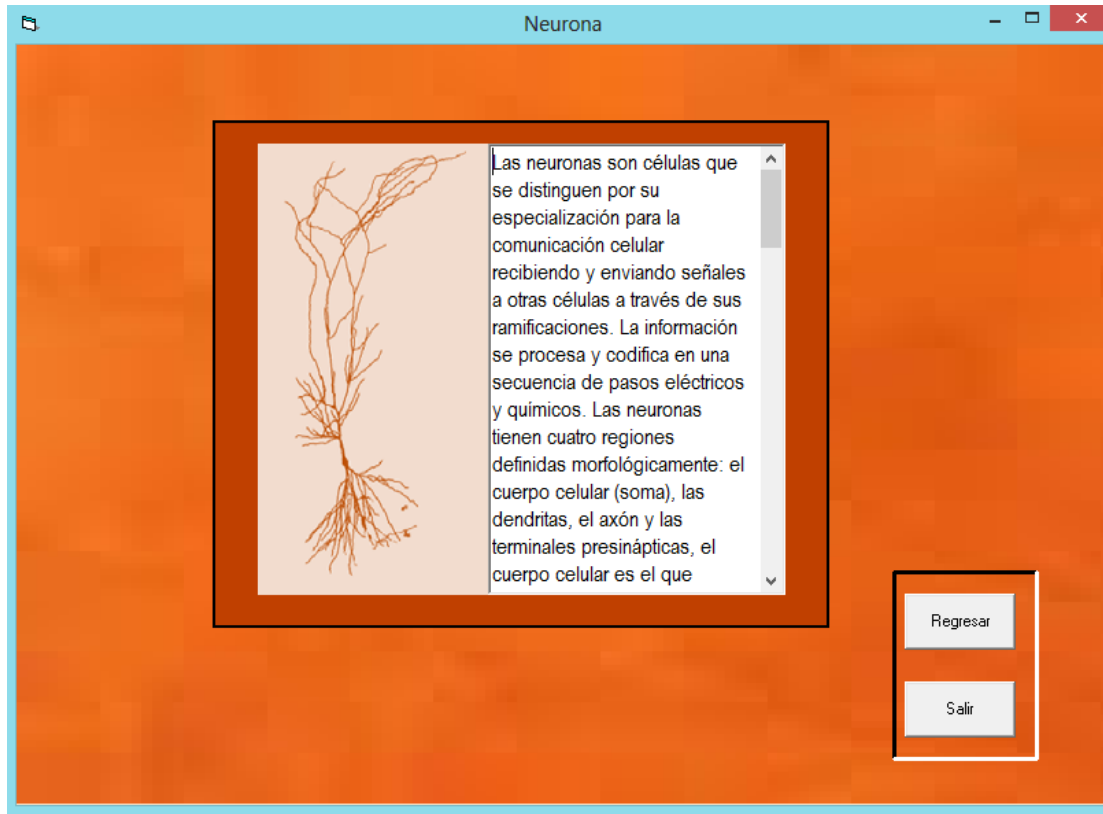 Neurona
Las neuronas son células que
se distinguen por su
especialización para la
comunicación celular
recibiendo y enviando señales
a otras células a través de sus
ramificaciones. La información
se procesa y codifica en una
secuencia de pasos eléctricos
y químicos. Las neuronas
tienen cuatro regiones
definidas morfológicamente: el
cuerpo celular (soma), las
dendritas, el axón y las
terminales presinápticas, el
cuerpo celular es el que
Regresar
Salir